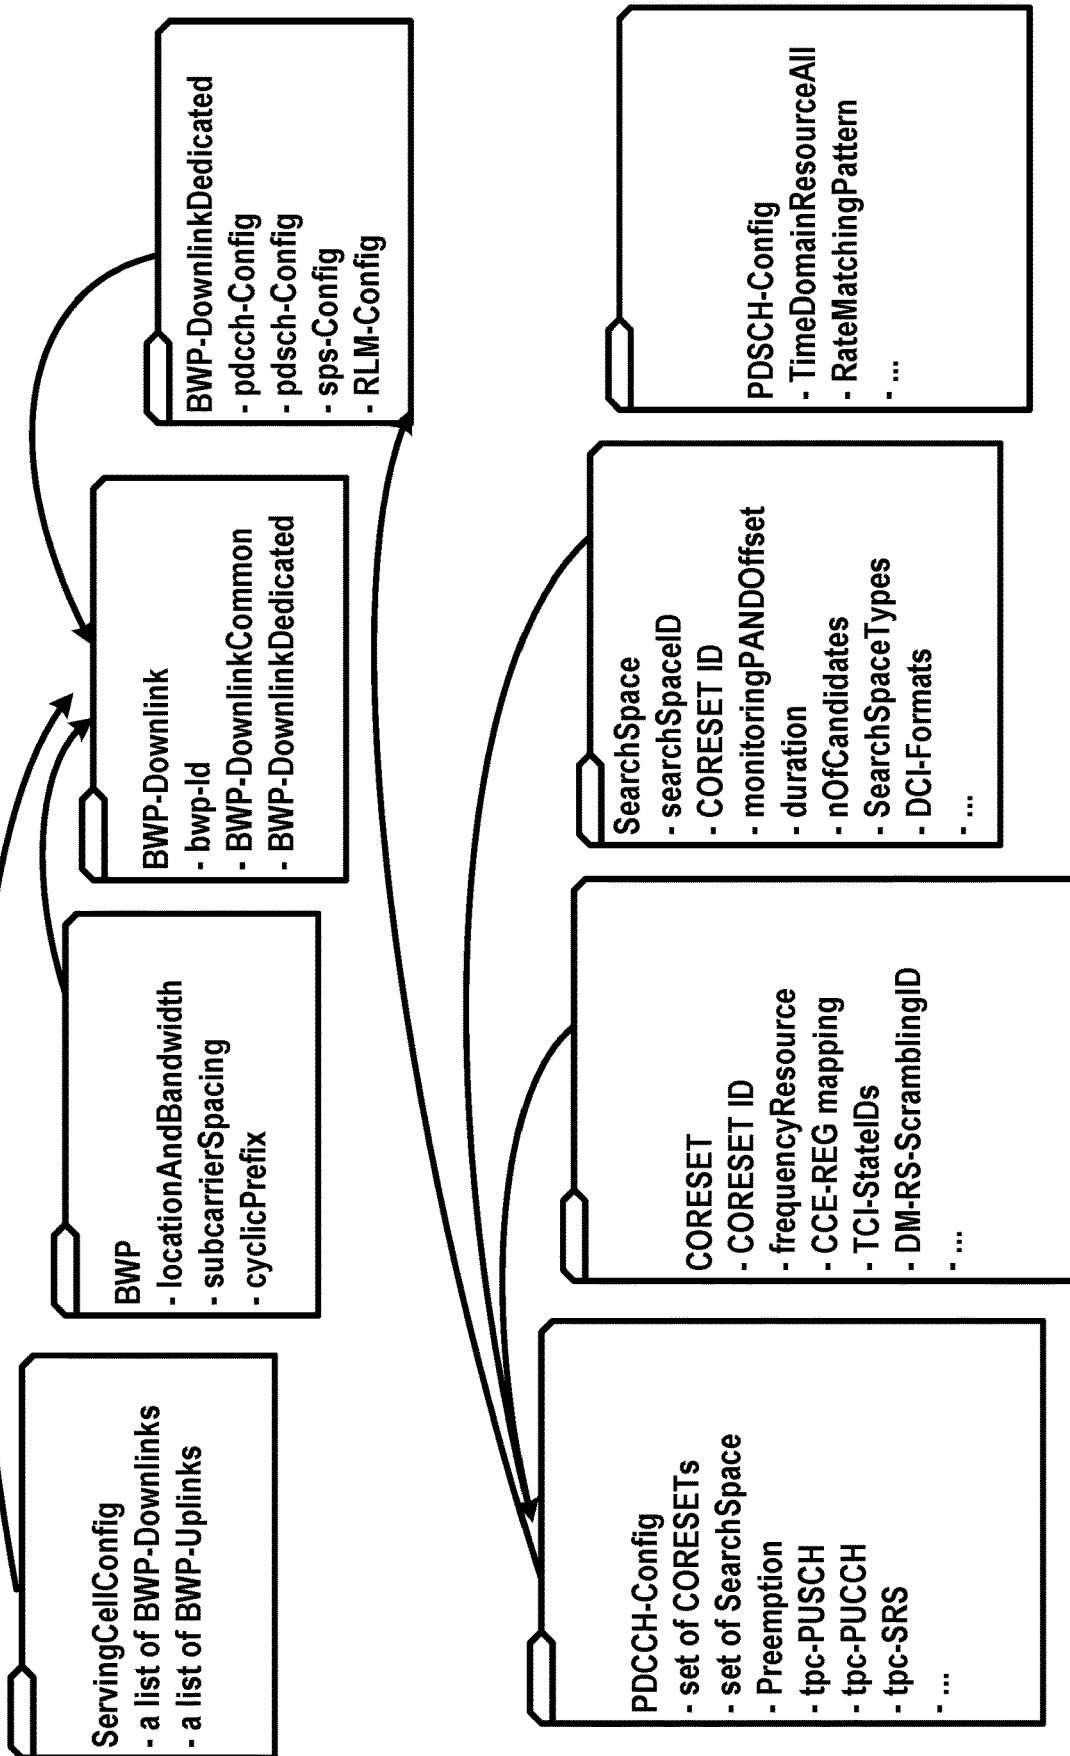 ServingCellConfig
- a list of BWP-Downlinks
- a list of BWP-Uplinks
BWP
- locationAndBandwidth
- subcarrierSpacing
- cyclicPrefix
BWP-Downlink
- bwp-Id
- BWP-DownlinkCommon
- BWP-DownlinkDedicated
BWP-DownlinkDedicated
- pdcch-Config
- pdsch-Config
- sps-Config
- RLM-Config
PDCCH-Config
- set of CORESETs
- set of SearchSpace
- Preemption
- tpc-PUSCH
- tpc-PUCCH
- tpc-SRS
- ...
CORESET
- CORESET ID
- frequencyResource
- CCE-REG mapping
- TCI-StateIDs
- DM-RS-ScramblingID
- ...
SearchSpace
- searchSpaceID
- CORESET ID
- monitoringPANDOffset
- duration
- nOfCandidates
- SearchSpaceTypes
- DCI-Formats
- ...
PDSCH-Config
- TimeDomainResourceAll
- RateMatchingPattern
- ...